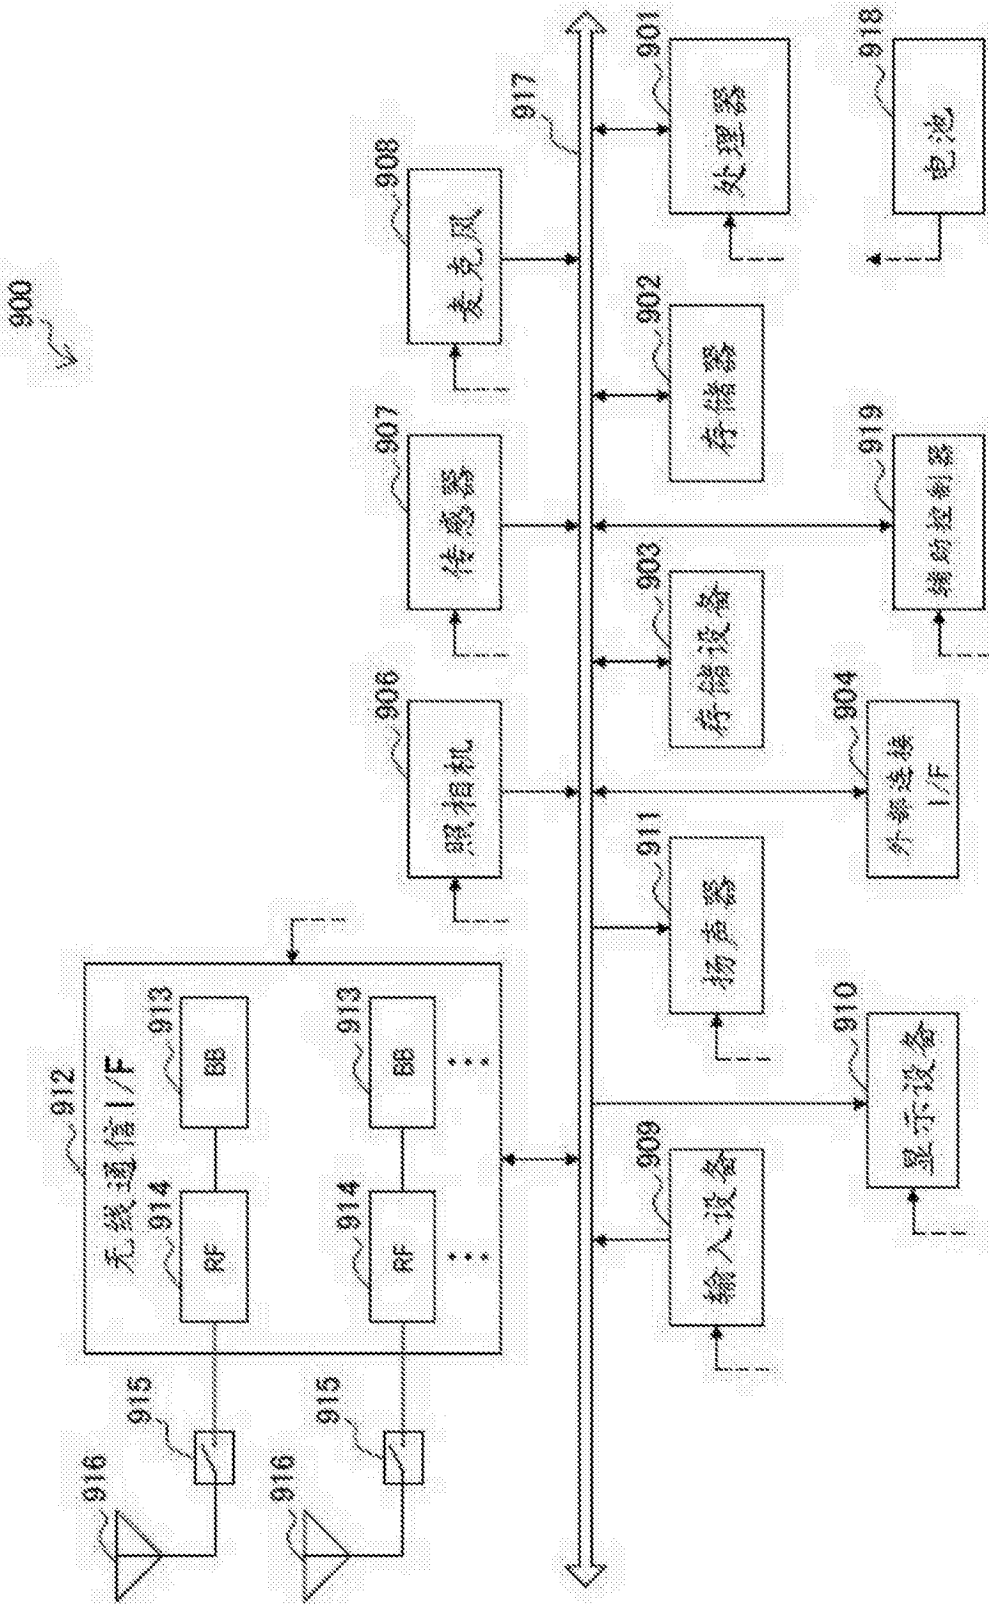 900
912
无线通信I/F
916
915
914
RF
913
BB
916
915
914
RF
913
BB
906
照相机
907
传感器
908
麦克风
917
909
输入设备
911
扬声器
903
存储设备
902
存储器
901
处理器
910
显示设备
904
外部连接
I/F
919
辅助控制器
918
电池